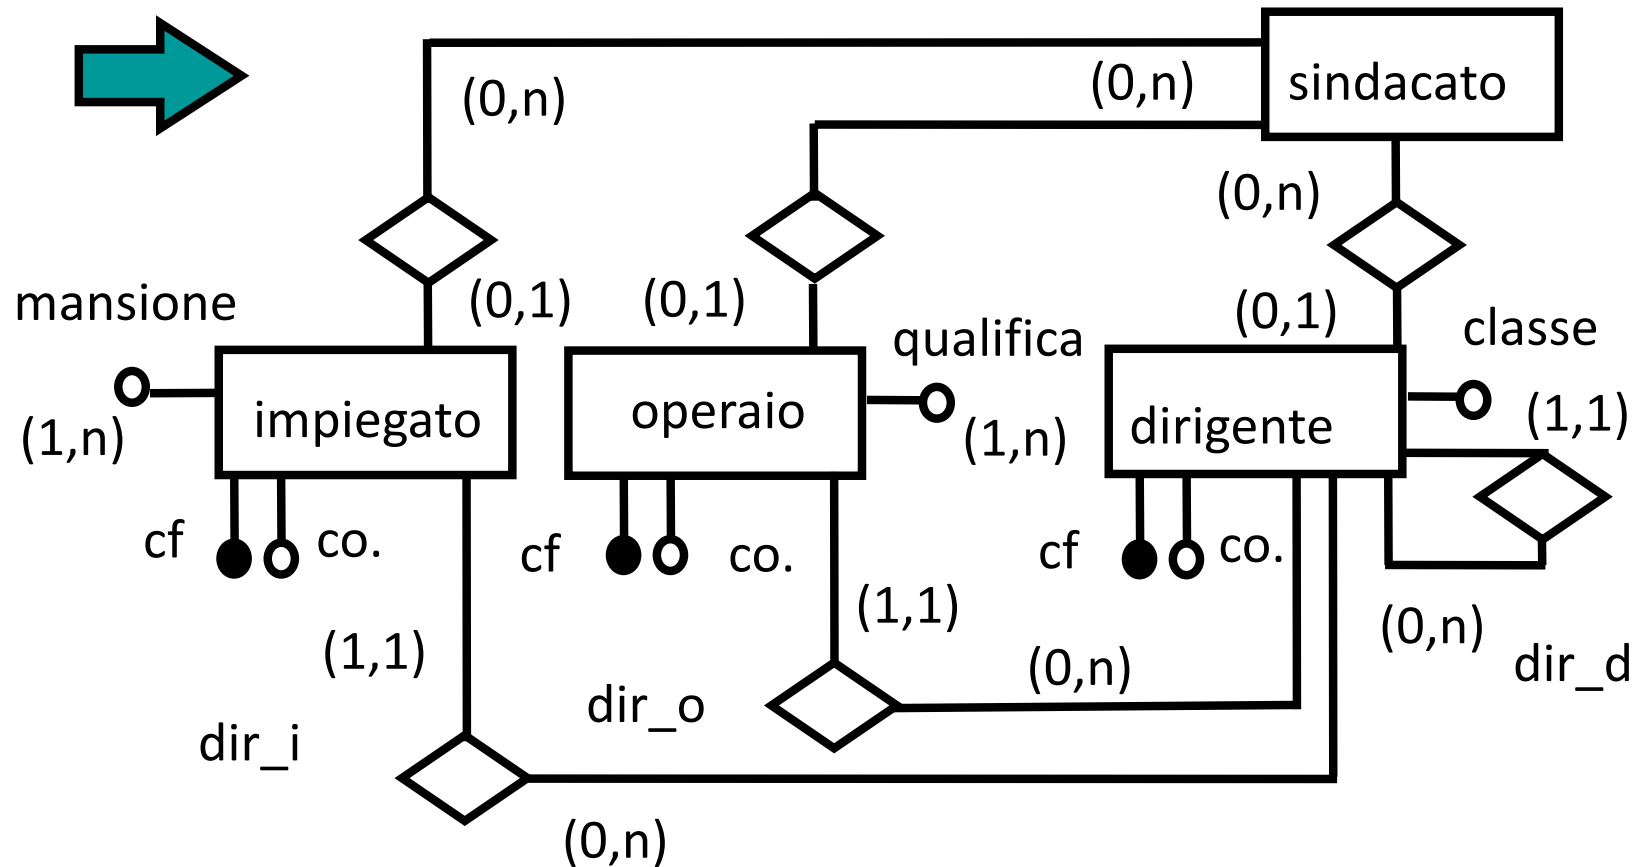 sindacato
(0,n)
(0,n)
(0,n)
(0,1)
(0,1)
(0,1)
mansione
qualifica
classe
(1,n)
impiegato
operaio
(1,n)
dirigente
(1,1)
cf
co.
cf
co.
cf
co.
(1,1)
(1,1)
(0,n)
(0,n)
dir_d
dir_i
dir_o
(0,n)